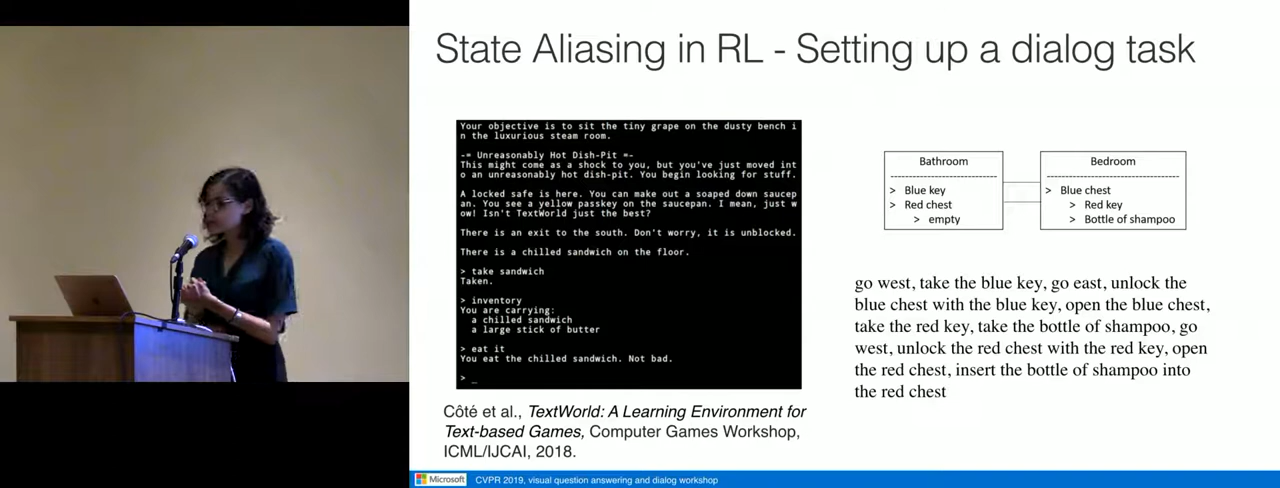 State Aliasing in RL - Setting up a dialog task
Your objective is to sit the tiny grape on the dusty bench i
n the luxurious steam room.
-= Unreasonably Hot Dish-Pit =-
This might come as a shock to you, but you've just moved int
o an unreasonably hot dish-pit. You begin looking for stuff.
A locked safe is here. You can make out a soaped down saucep
an. You see a yellow passkey on the saucepan. I mean, just w
ow! Isn't TextWorld just the best?
There is an exit to the south. Don't worry, it is unblocked.
There is a chilled sandwich on the floor.
> take sandwich
Taken.
> inventory
You are carrying:
a chilled sandwich
a large stick of butter
> eat it
You eat the chilled sandwich. Not bad.
> _
Côté et al., TextWorld: A Learning Environment for
Text-based Games, Computer Games Workshop,
ICML/IJCAI, 2018.
Bathroom
> Blue key
> Red chest
> empty
Bedroom
> Blue chest
> Red key
> Bottle of shampoo
go west, take the blue key, go east, unlock the
blue chest with the blue key, open the blue chest,
take the red key, take the bottle of shampoo, go
west, unlock the red chest with the red key, open
the red chest, insert the bottle of shampoo into
the red chest
Microsoft
CVPR 2019, visual question answering and dialog workshop